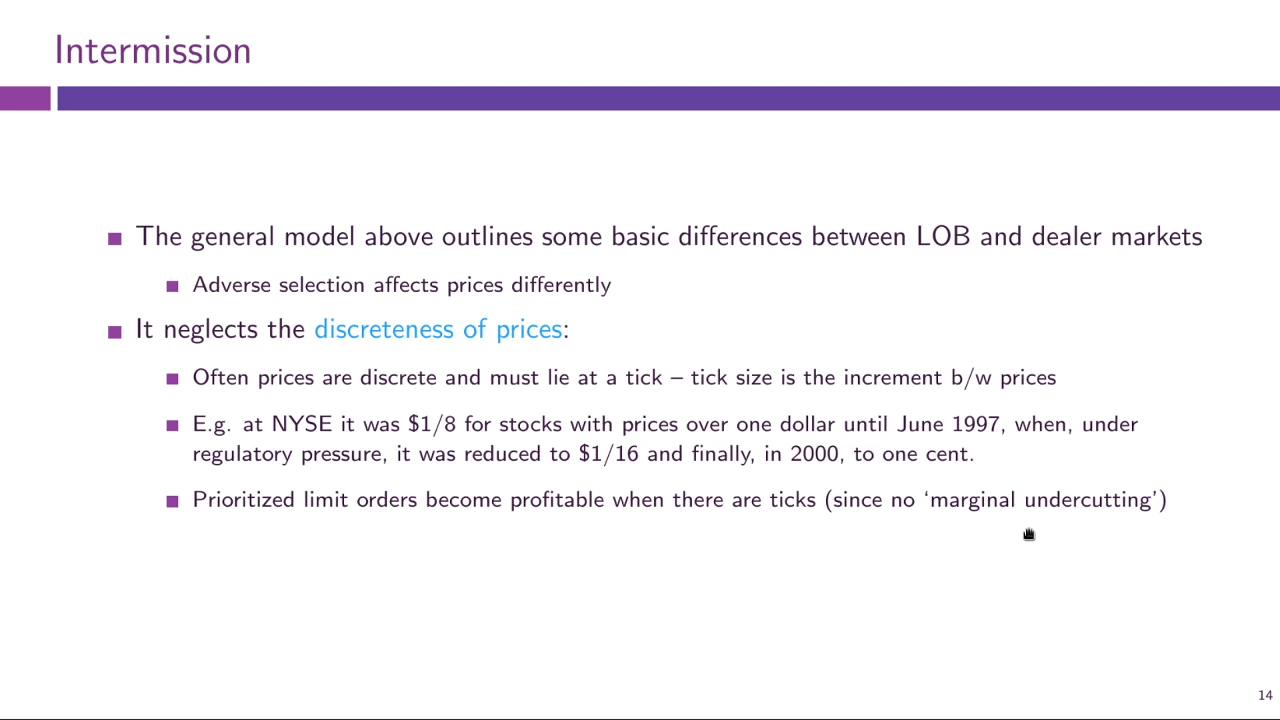 Intermission
The general model above outlines some basic differences between LOB and dealer markets
Adverse selection affects prices differently
It neglects the discreteness of prices:
Often prices are discrete and must lie at a tick – tick size is the increment b/w prices
E.g. at NYSE it was $1/8 for stocks with prices over one dollar until June 1997, when, under
regulatory pressure, it was reduced to $1/16 and finally, in 2000, to one cent.
Prioritized limit orders become profitable when there are ticks (since no ‘marginal undercutting’)
14